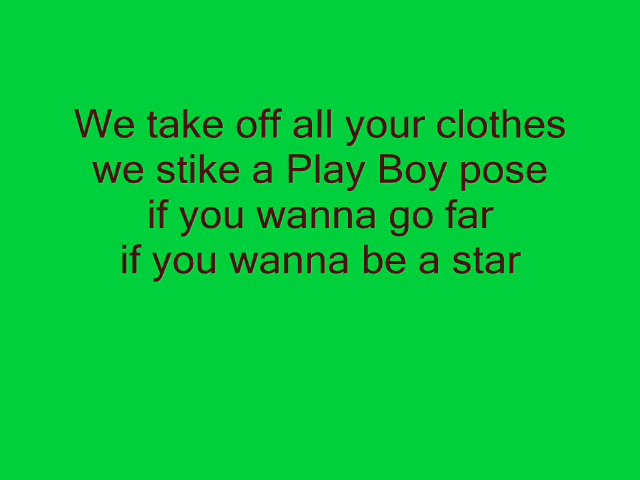 We take off all your clothes
we stike a Play Boy pose
if you wanna go far
if you wanna be a star